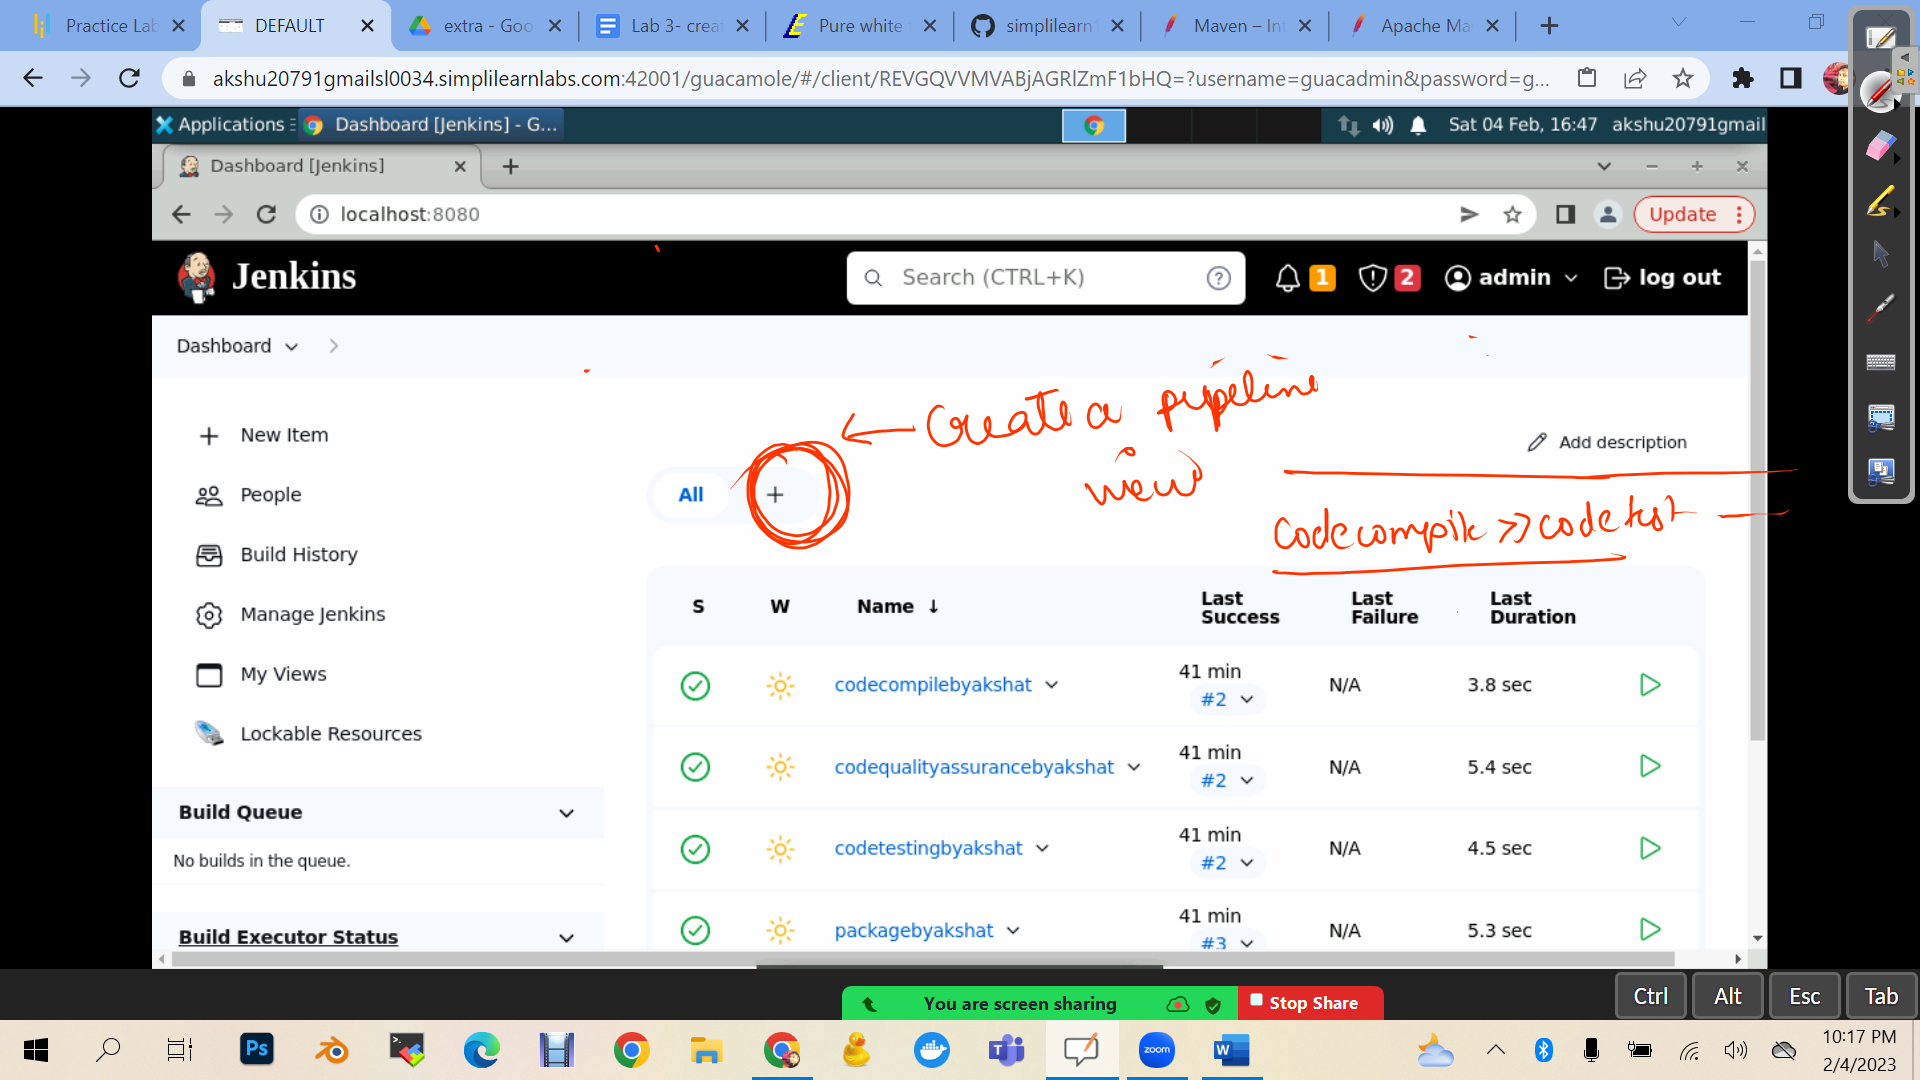 Practice Lab
DEFAULT
extra - Goo
Lab 3- crea
Pure white
simplilearn
Maven – Int
Apache Ma
akshu20791gmailsl0034.simplilearnlabs.com:42001/guacamole/#/client/REVGQVVMVABjAGRlZmF1bHQ=?username=guacadmin&password=g...
Applications
Dashboard [Jenkins] - G...
Sat 04 Feb, 16:47
akshu20791gmail
Dashboard [Jenkins]
localhost:8080
Update
Jenkins
Search (CTRL+K)
1
2
admin
log out
Dashboard
Create a pipeline
view
New Item
Add description
People
All
+
Codecompile >> codetest
Build History
Manage Jenkins
My Views
Lockable Resources
S W Name ↓ Last Success Last Failure Last Duration
codecompilebyakshat 41 min #2 N/A 3.8 sec
codequalityassurancebyakshat 41 min #2 N/A 5.4 sec
codetestingbyakshat 41 min #2 N/A 4.5 sec
packagebyakshat 41 min #3 N/A 5.3 sec
Build Queue
No builds in the queue.
Build Executor Status
You are screen sharing
Stop Share
Ctrl
Alt
Esc
Tab
Ps
zoom
W
10:17 PM
2/4/2023